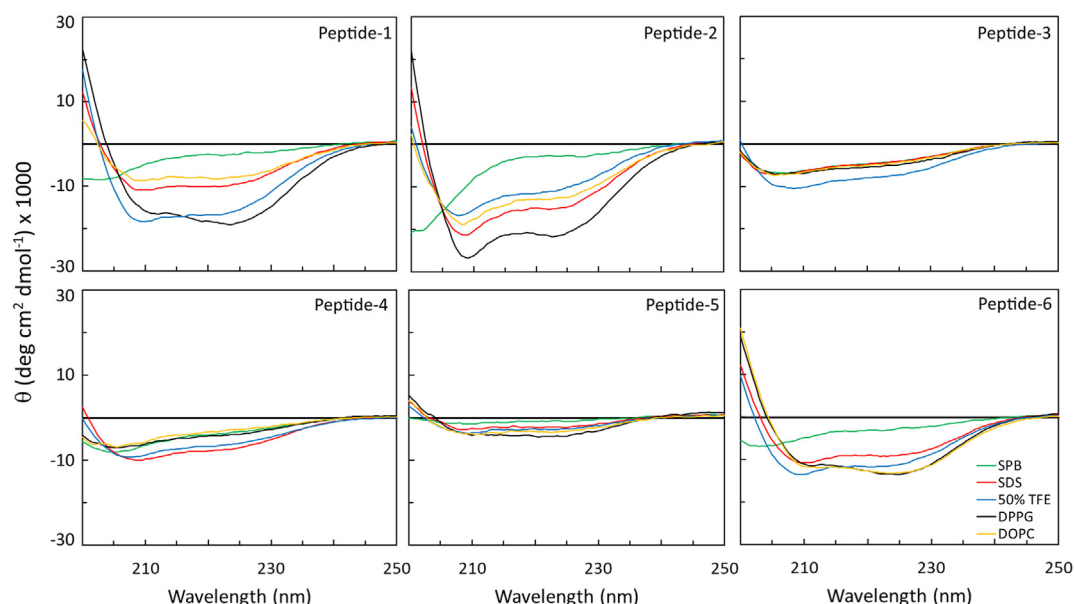 30
10
-10
-30
Peptide-1
Peptide-2
Peptide-3
θ (deg cm² dmol⁻¹) x 1000
30
10
-10
-30
Peptide-4
Peptide-5
Peptide-6
SPB
SDS
50% TFE
DPPG
DOPC
210 230 250 210 230 250 210 230 250
Wavelength (nm) Wavelength (nm) Wavelength (nm)